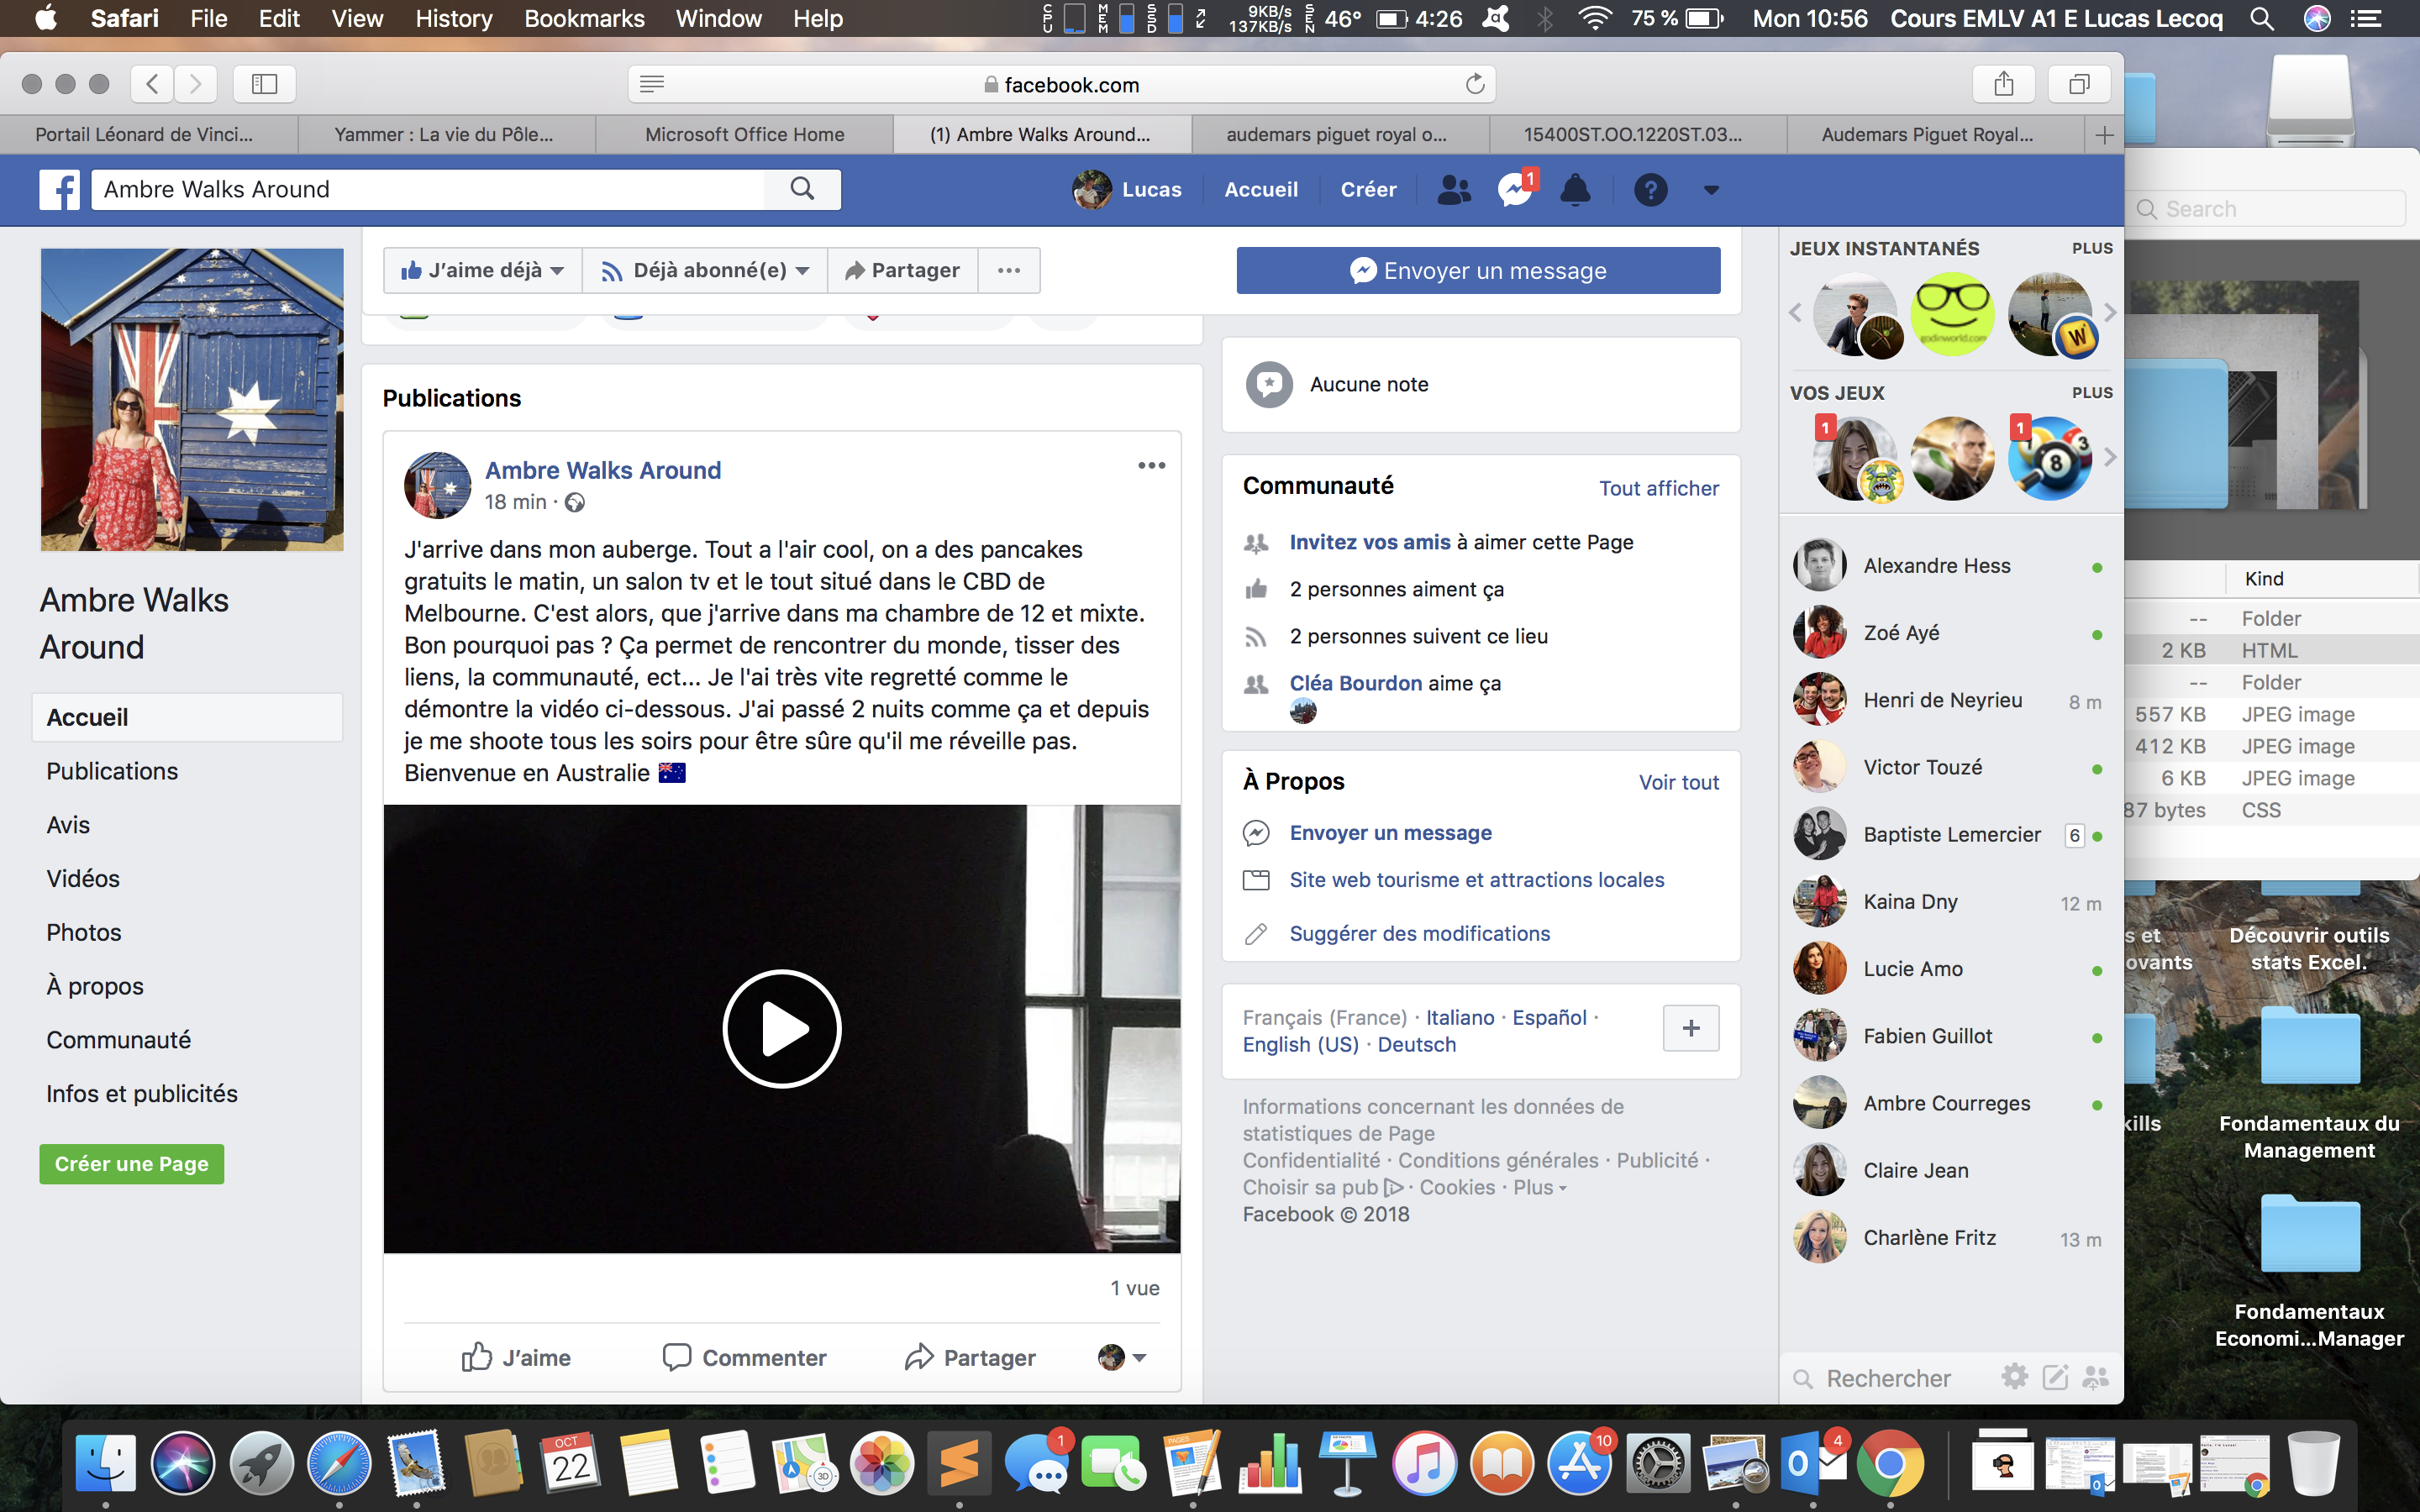 Safari File Edit View History Bookmarks Window Help
CPU MEM SSD 9KB/s 137KB/s SEN 46° 4:26 75 % Mon 10:56 Cours EMLV A1 E Lucas Lecoq
facebook.com
Portail Léonard de Vinci... Yammer : La vie du Pôle... Microsoft Office Home (1) Ambre Walks Around... audemars piguet royal o... 15400ST.OO.1220ST.03... Audemars Piguet Royal...
Ambre Walks Around
Lucas Accueil Créer 1
J'aime déjà Déjà abonné(e) Partager
Envoyer un message
Ambre Walks
Around
Accueil
Publications
Avis
Vidéos
Photos
À propos
Communauté
Infos et publicités
Créer une Page
Publications
Ambre Walks Around
18 min ·
J'arrive dans mon auberge. Tout a l'air cool, on a des pancakes
gratuits le matin, un salon tv et le tout situé dans le CBD de
Melbourne. C'est alors, que j'arrive dans ma chambre de 12 et mixte.
Bon pourquoi pas ? Ça permet de rencontrer du monde, tisser des
liens, la communauté, ect... Je l'ai très vite regretté comme le
démontre la vidéo ci-dessous. J'ai passé 2 nuits comme ça et depuis
je me shoote tous les soirs pour être sûre qu'il me réveille pas.
Bienvenue en Australie 🇦🇺
1 vue
J'aime Commenter Partager
Aucune note
Communauté Tout afficher
Invitez vos amis à aimer cette Page
2 personnes aiment ça
2 personnes suivent ce lieu
Cléa Bourdon aime ça
À Propos Voir tout
Envoyer un message
Site web tourisme et attractions locales
Suggérer des modifications
Français (France) · Italiano · Español ·
English (US) · Deutsch
Informations concernant les données de
statistiques de Page
Confidentialité · Conditions générales · Publicité ·
Choisir sa pub · Cookies · Plus
Facebook © 2018
JEUX INSTANTANÉS PLUS
godinworld.com
W
VOS JEUX PLUS
1 1 8 3
Alexandre Hess
Zoé Ayé
Henri de Neyrieu 8 m
Victor Touzé
Baptiste Lemercier 6
Kaina Dny 12 m
Lucie Amo
Fabien Guillot
Ambre Courreges
Claire Jean
Charlène Fritz 13 m
Rechercher
Search
Kind
-- Folder
2 KB HTML
-- Folder
557 KB JPEG image
412 KB JPEG image
6 KB JPEG image
87 bytes CSS
s et
ovants
Découvrir outils
stats Excel.
kills
Fondamentaux du
Management
Fondamentaux
Economi...Manager
OCT
22
3D
1
PAGES
10
4